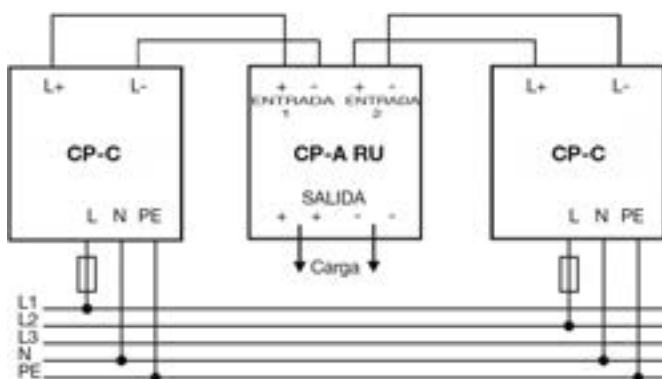 L+ L-
CP-C
L N PE
+ - + -
ENTRADA ENTRADA
1 2
CP-A RU
SALIDA
+ + - -
Carga
L+ L-
CP-C
L N PE
L1
L2
L3
N
PE